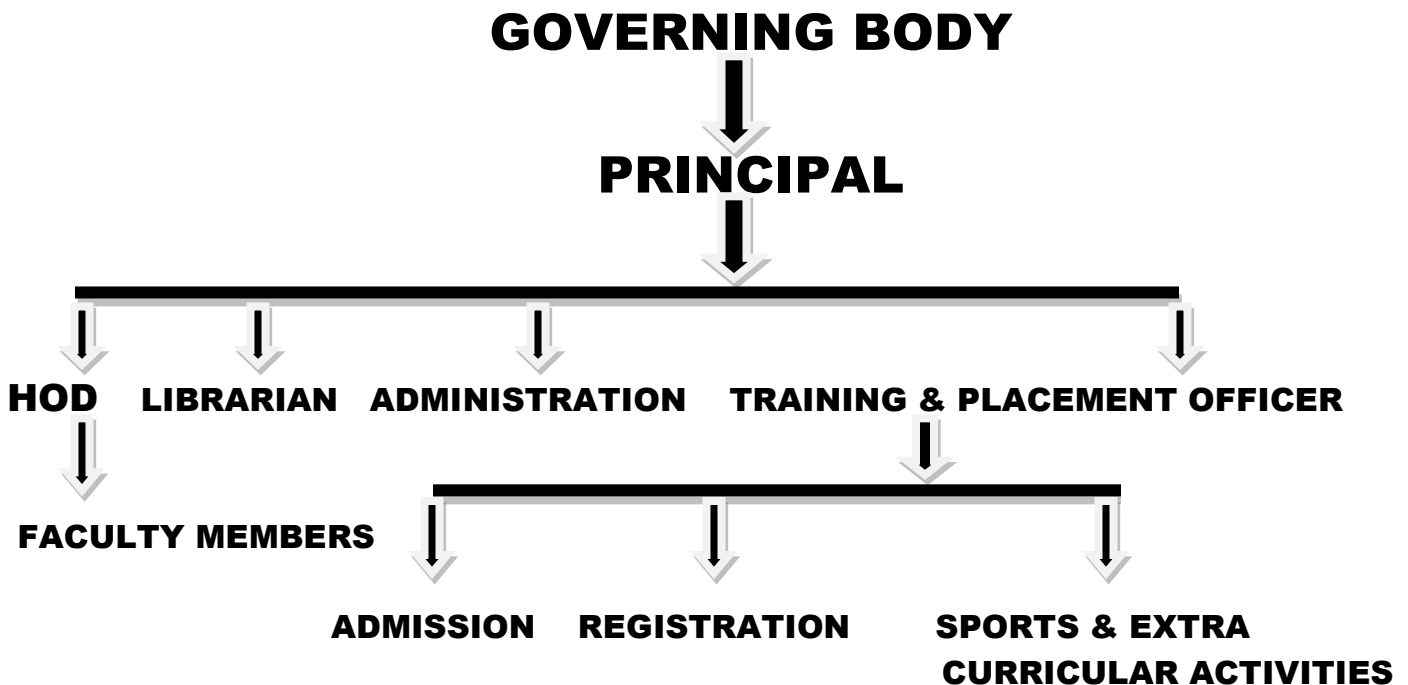 GOVERNING BODY
PRINCIPAL
HOD LIBRARIAN ADMINISTRATION TRAINING & PLACEMENT OFFICER
FACULTY MEMBERS
ADMISSION REGISTRATION SPORTS & EXTRA
CURRICULAR ACTIVITIES